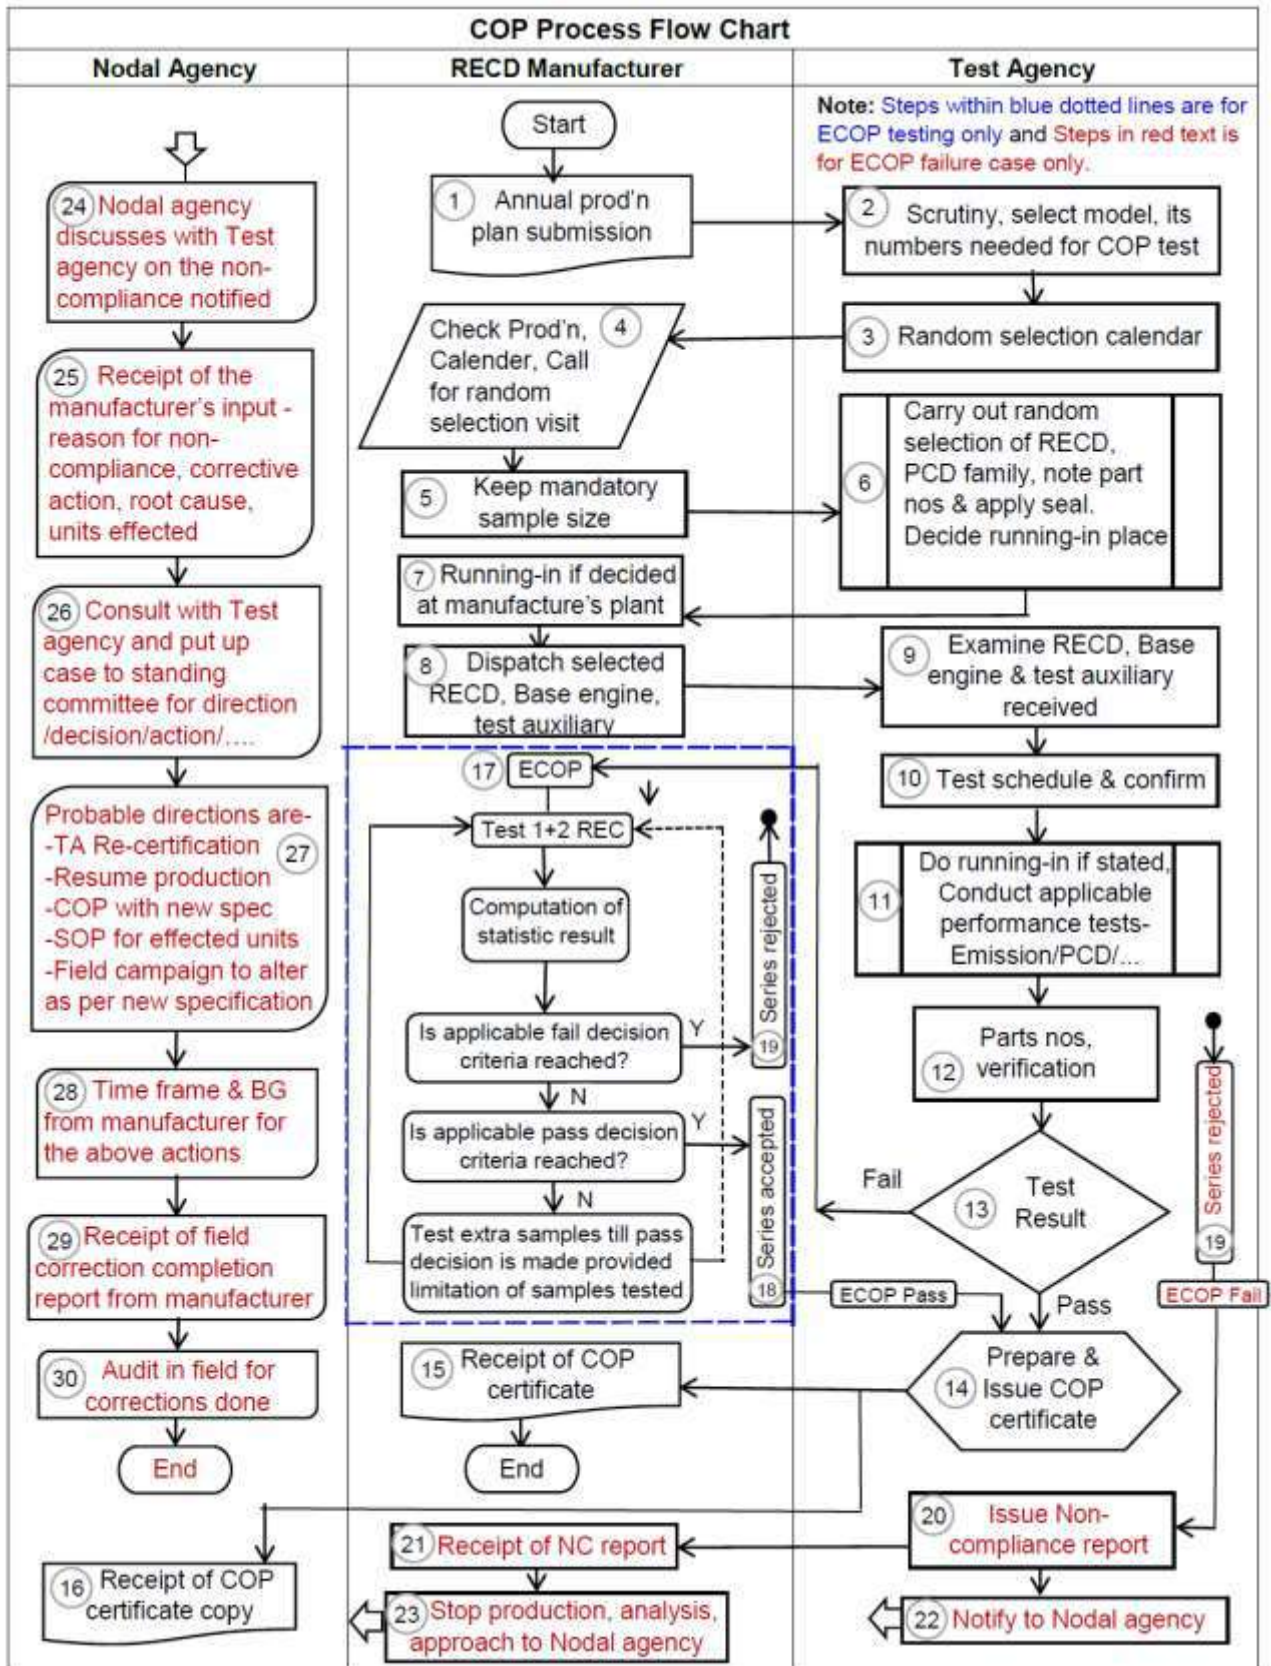 COP Process Flow Chart
Nodal Agency
RECD Manufacturer
Test Agency
Note: Steps within blue dotted lines are for
ECOP testing only and Steps in red text is
for ECOP failure case only.
Start
1 Annual prod'n
plan submission
2 Scrutiny, select model, its
numbers needed for COP test
3 Random selection calendar
Check Prod'n, 4
Calender, Call
for random
selection visit
5 Keep mandatory
sample size
6
Carry out random
selection of RECD,
PCD family, note part
nos & apply seal.
Decide running-in place
7 Running-in if decided
at manufacture's plant
8 Dispatch selected
RECD, Base engine,
test auxiliary
9 Examine RECD, Base
engine & test auxiliary
received
10 Test schedule & confirm
11
Do running-in if stated,
Conduct applicable
performance tests-
Emission/PCD/...
12
Parts nos,
verification
13
Test
Result
Fail
Pass
14
Prepare &
Issue COP
certificate
15 Receipt of COP
certificate
End
16 Receipt of COP
certificate copy
17 ECOP
Test 1+2 REC
Computation of
statistic result
Is applicable fail decision
criteria reached?
Y
N
Is applicable pass decision
criteria reached?
Y
N
Test extra samples till pass
decision is made provided
limitation of samples tested
19 Series rejected
18 Series accepted
ECOP Pass
19 Series rejected
ECOP Fail
20 Issue Non-
compliance report
21 Receipt of NC report
22 Notify to Nodal agency
23 Stop production, analysis,
approach to Nodal agency
24 Nodal agency
discusses with Test
agency on the non-
compliance notified
25 Receipt of the
manufacturer's input -
reason for non-
compliance, corrective
action, root cause,
units effected
26 Consult with Test
agency and put up
case to standing
committee for direction
/decision/action/....
Probable directions are-
-TA Re-certification 27
-Resume production
-COP with new spec
-SOP for effected units
-Field campaign to alter
as per new specification
28 Time frame & BG
from manufacturer for
the above actions
29 Receipt of field
correction completion
report from manufacturer
30 Audit in field for
corrections done
End